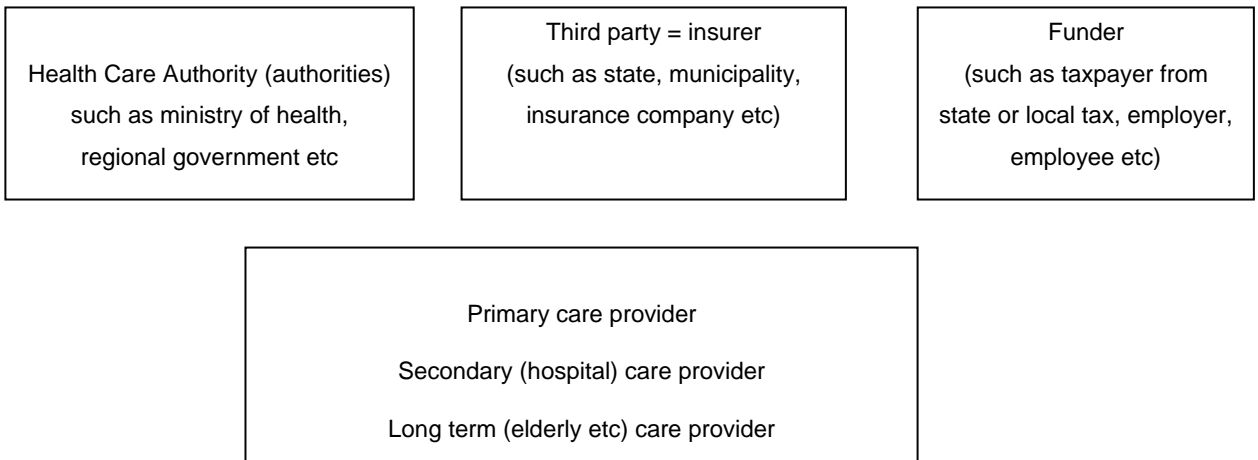 Health Care Authority (authorities)
such as ministry of health,
regional government etc
Third party = insurer
(such as state, municipality,
insurance company etc)
Funder
(such as taxpayer from
state or local tax, employer,
employee etc)
Primary care provider
Secondary (hospital) care provider
Long term (elderly etc) care provider